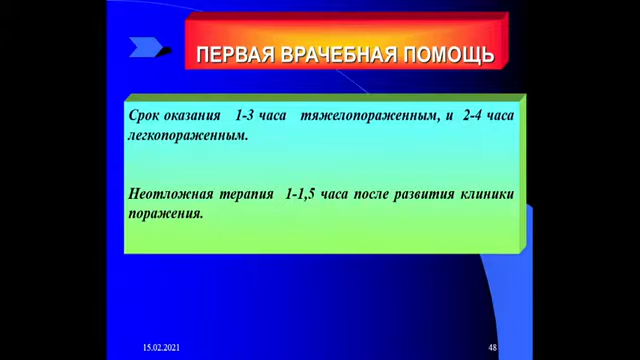 ПЕРВАЯ ВРАЧЕБНАЯ ПОМОЩЬ
Срок оказания 1-3 часа тяжелопораженным, и 2-4 часа
легкопораженным.
Неотложная терапия 1-1,5 часа после развития клиники
поражения.
15.02.2021
48